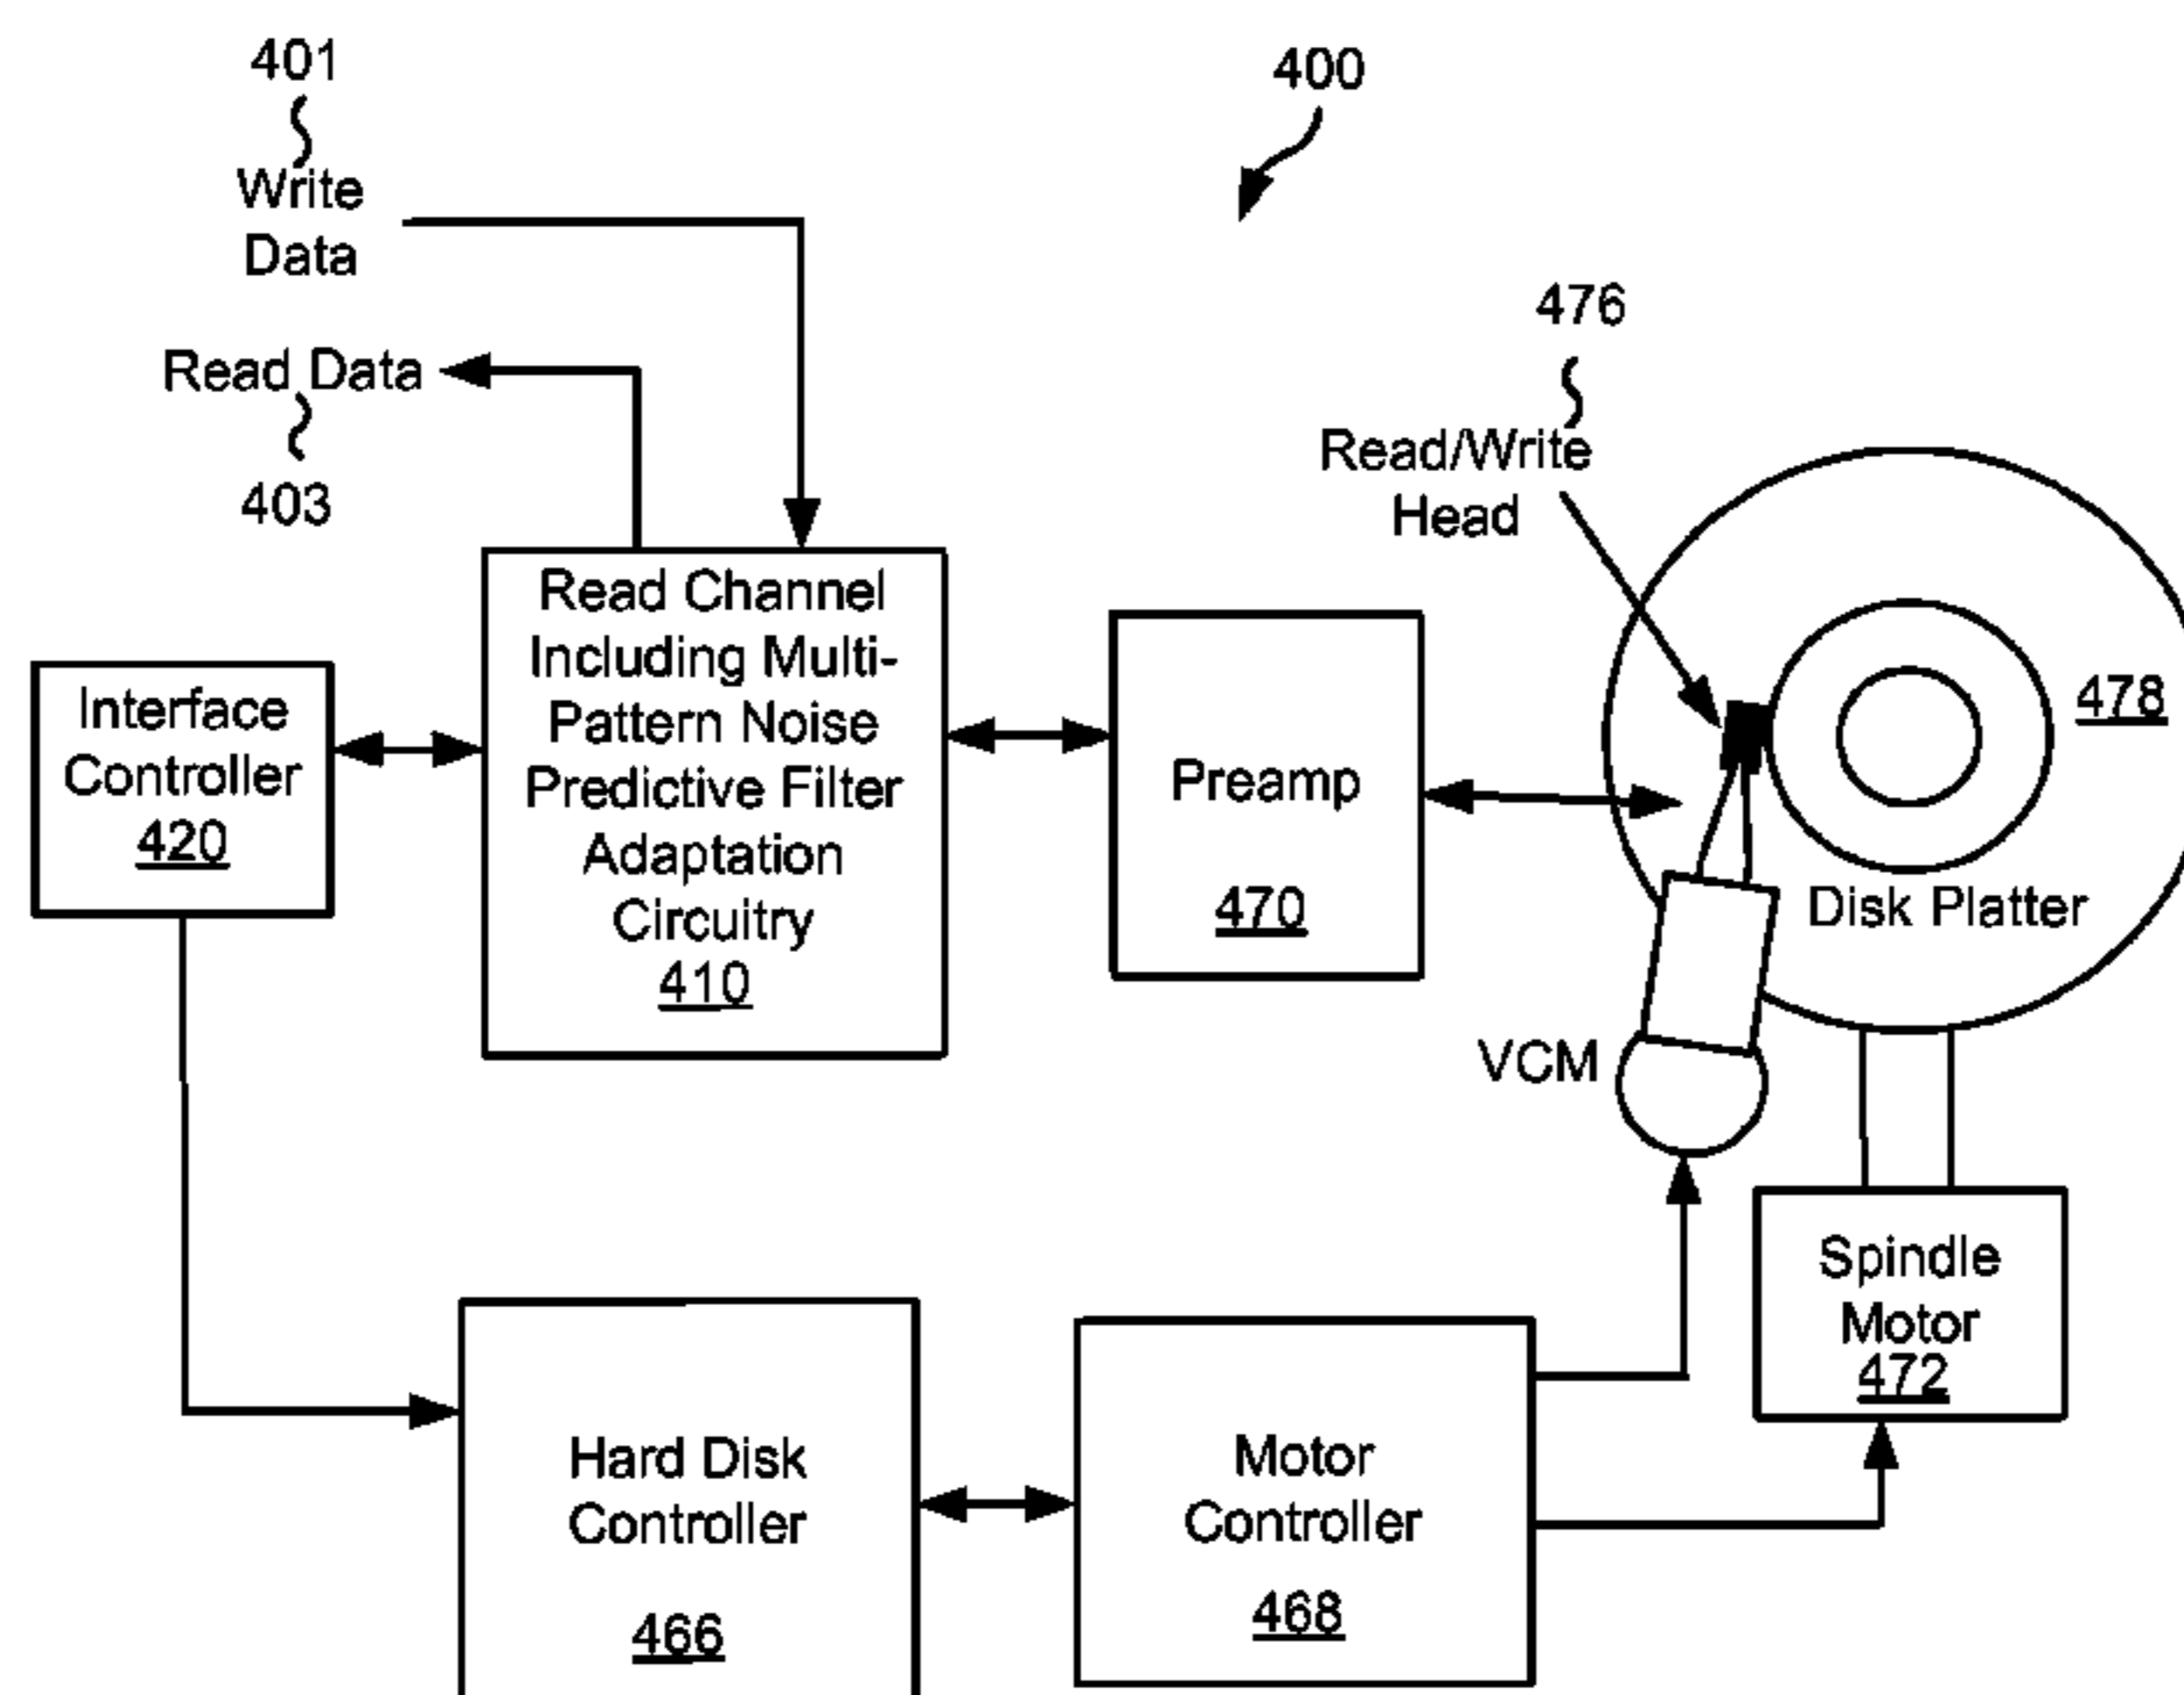 401
Write
Data
400
Read Data
403
476
Read/Write
Head
Read Channel
Including Multi-
Pattern Noise
Predictive Filter
Adaptation
Circuitry
410
Interface
Controller
420
Preamp
470
478
Disk Platter
VCM
Spindle
Motor
472
Hard Disk
Controller
466
Motor
Controller
468